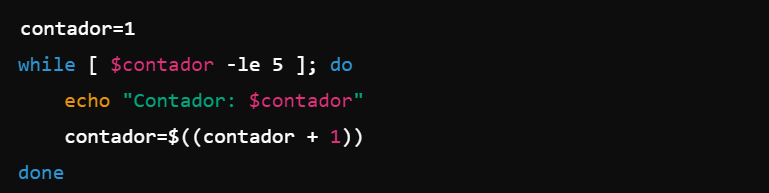 contador=1
while [ $contador -le 5 ]; do
    echo "Contador: $contador"
    contador=$((contador + 1))
done